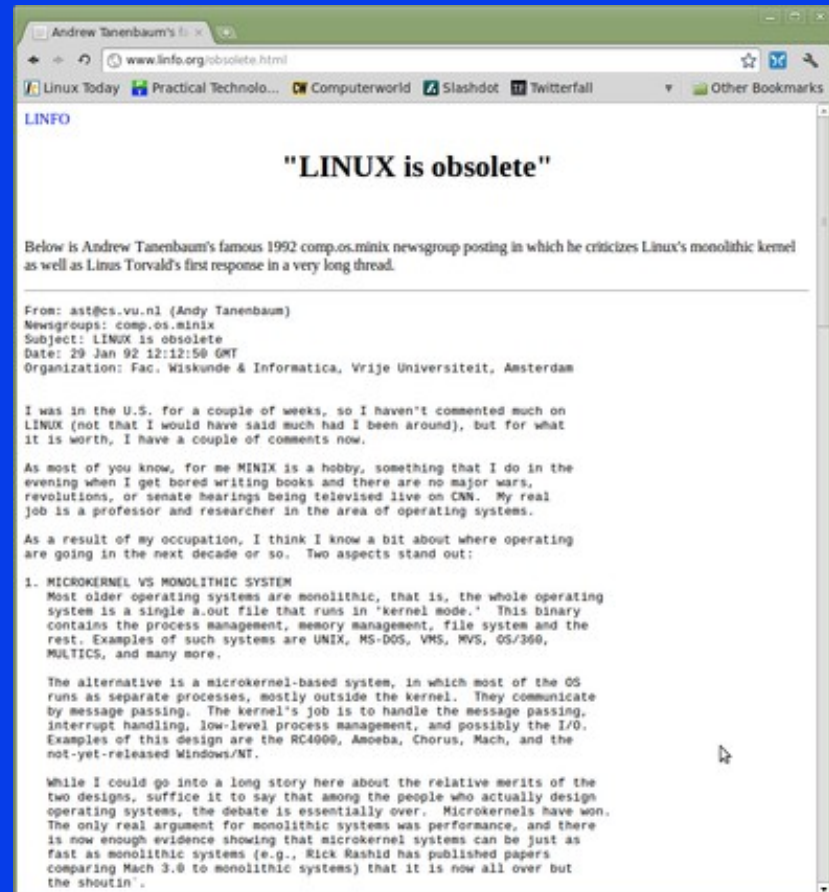 Andrew Tanenbaum's fa
www.linfo.org/obsolete.html
Linux Today Practical Technolo... Computerworld Slashdot Twitterfall Other Bookmarks
LINFO
"LINUX is obsolete"
Below is Andrew Tanenbaum's famous 1992 comp.os.minix newsgroup posting in which he criticizes Linux's monolithic kernel
as well as Linus Torvald's first response in a very long thread.
From: ast@cs.vu.nl (Andy Tanenbaum)
Newsgroups: comp.os.minix
Subject: LINUX is obsolete
Date: 29 Jan 92 12:12:50 GMT
Organization: Fac. Wiskunde & Informatica, Vrije Universiteit, Amsterdam
I was in the U.S. for a couple of weeks, so I haven't commented much on
LINUX (not that I would have said much had I been around), but for what
it is worth, I have a couple of comments now.
As most of you know, for me MINIX is a hobby, something that I do in the
evening when I get bored writing books and there are no major wars,
revolutions, or senate hearings being televised live on CNN. My real
job is a professor and researcher in the area of operating systems.
As a result of my occupation, I think I know a bit about where operating
are going in the next decade or so. Two aspects stand out:
1. MICROKERNEL VS MONOLITHIC SYSTEM
Most older operating systems are monolithic, that is, the whole operating
system is a single a.out file that runs in 'kernel mode.' This binary
contains the process management, memory management, file system and the
rest. Examples of such systems are UNIX, MS-DOS, VMS, MVS, OS/360,
MULTICS, and many more.
The alternative is a microkernel-based system, in which most of the OS
runs as separate processes, mostly outside the kernel. They communicate
by message passing. The kernel's job is to handle the message passing,
interrupt handling, low-level process management, and possibly the I/O.
Examples of this design are the RC4000, Amoeba, Chorus, Mach, and the
not-yet-released Windows/NT.
While I could go into a long story here about the relative merits of the
two designs, suffice it to say that among the people who actually design
operating systems, the debate is essentially over. Microkernels have won.
The only real argument for monolithic systems was performance, and there
is now enough evidence showing that microkernel systems can be just as
fast as monolithic systems (e.g., Rick Rashid has published papers
comparing Mach 3.0 to monolithic systems) that it is now all over but
the shoutin`.